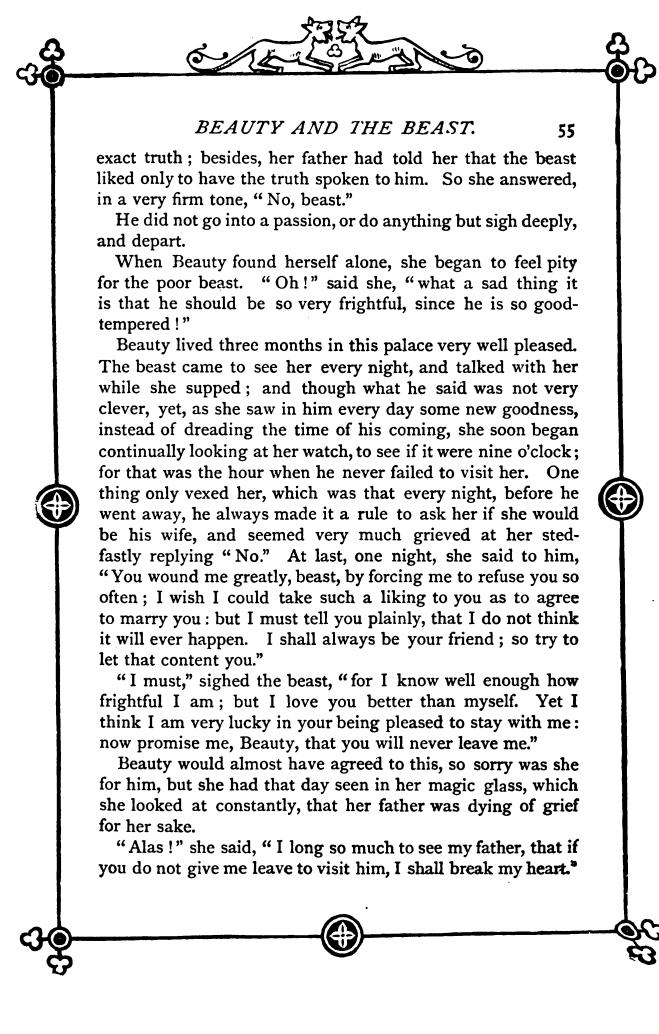 BEAUTY AND THE BEAST. 55
exact truth ; besides, her father had told her that the beast
liked only to have the truth spoken to him. So she answered,
in a very firm tone, “ No, beast.”
He did not go into a passion, or do anything but sigh deeply,
and depart.
When Beauty found herself alone, she began to feel pity
for the poor beast. “ Oh ! ” said she, “ what a sad thing it
is that he should be so very frightful, since he is so good-
tempered ! ”
Beauty lived three months in this palace very well pleased.
The beast came to see her every night, and talked with her
while she supped ; and though what he said was not very
clever, yet, as she saw in him every day some new goodness,
instead of dreading the time of his coming, she soon began
continually looking at her watch, to see if it were nine o’clock ;
for that was the hour when he never failed to visit her. One
thing only vexed her, which was that every night, before he
went away, he always made it a rule to ask her if she would
be his wife, and seemed very much grieved at her sted-
fastly replying “ No.” At last, one night, she said to him,
“ You wound me greatly, beast, by forcing me to refuse you so
often ; I wish I could take such a liking to you as to agree
to marry you : but I must tell you plainly, that I do not think
it will ever happen. I shall always be your friend ; so try to
let that content you.”
“ I must,” sighed the beast, “ for I know well enough how
frightful I am ; but I love you better than myself. Yet I
think I am very lucky in your being pleased to stay with me :
now promise me, Beauty, that you will never leave me.”
Beauty would almost have agreed to this, so sorry was she
for him, but she had that day seen in her magic glass, which
she looked at constantly, that her father was dying of grief
for her sake.
“ Alas ! ” she said, “ I long so much to see my father, that if
you do not give me leave to visit him, I shall break my heart.”